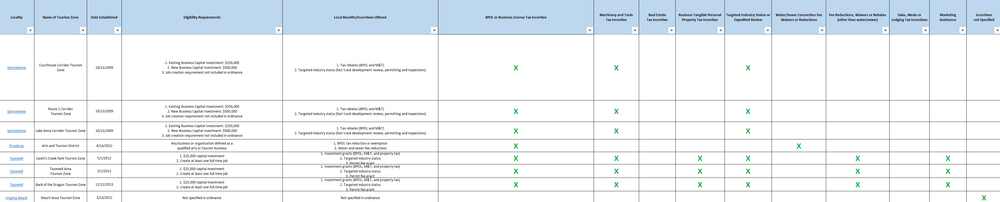 Locality
Name of Tourism Zone
Date Established
Eligibility Requirements
Local Benefits/Incentives Offered
BPOL or Business License Tax Incentive
Machinery and Tools
Tax Incentive
Real Estate
Tax Incentive
Business Tangible Personal
Property Tax Incentive
Targeted Industry Status or
Expedited Review
Water/Sewer Connection Fee
Waivers or Reductions
Fee Reductions, Waivers or Rebates
(other than water/sewer)
Sales, Meals or
Lodging Tax Incentives
Marketing
Assistance
Incentives
not Specified
Spotsylvania
Courthouse Corridor Tourism
Zone
10/13/2009
1. Existing Business Capital Investment: $250,000
2. New Business Capital Investment: $500,000
3. Job creation requirement not included in ordinance
1. Tax rebates (BPOL and M&T)
2. Targeted industry status (fast track development review, permitting and inspections)
X
X
X
Spotsylvania
Route 2 Corridor
Tourism Zone
10/13/2009
1. Existing Business Capital Investment: $250,000
2. New Business Capital Investment: $500,000
3. Job creation requirement not included in ordinance
1. Tax rebates (BPOL and M&T)
2. Targeted industry status (fast track development review, permitting and inspections)
X
X
X
Spotsylvania
Lake Anna Corridor Tourism Zone
10/13/2009
1. Existing Business Capital Investment: $250,000
2. New Business Capital Investment: $500,000
3. Job creation requirement not included in ordinance
1. Tax rebates (BPOL and M&T)
2. Targeted industry status (fast track development review, permitting and inspections)
X
X
X
Strasburg
Arts and Tourism District
8/14/2012
Any business or organization defined as a
qualified arts or tourism business
1. BPOL tax reduction or exemption
2. Water and sewer fee reductions
X
X
Tazewell
Cavitt's Creek Park Tourism Zone
5/1/2012
1. $25,000 capital investment
2. Create at least one full-time job
1. Investment grants (BPOL, M&T, and property tax)
2. Targeted industry status
3. Permit fee grant
X
X
X
X
X
X
Tazewell
Tazewell Area
Tourism Zone
5/1/2012
1. $25,000 capital investment
2. Create at least one full-time job
1. Investment grants (BPOL, M&T, and property tax)
2. Targeted industry status
3. Permit fee grant
X
X
X
X
X
X
Tazewell
Back of the Dragon Tourism Zone
11/12/2013
1. $25,000 capital investment
2. Create at least one full-time job
1. Investment grants (BPOL, M&T, and property tax)
2. Targeted industry status
3. Permit fee grant
X
X
X
X
X
X
Virginia Beach
Resort Area Tourism Zone
3/13/2012
Not specified in ordinance
Not specified in ordinance
X